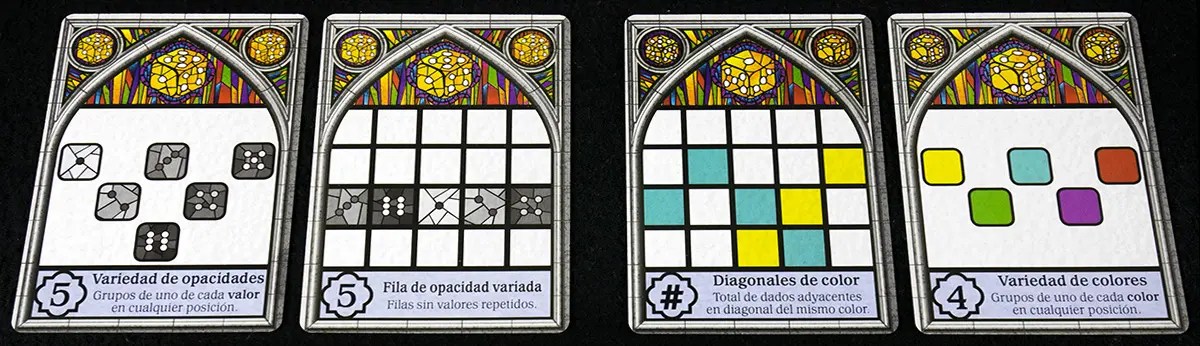 5
Variedad de opacidades
Grupos de uno de cada valor
en cualquier posición.
5
Fila de opacidad variada
Filas sin valores repetidos.
#
Diagonales de color
Total de dados adyacentes
en diagonal del mismo color.
4
Variedad de colores
Grupos de uno de cada color
en cualquier posición.